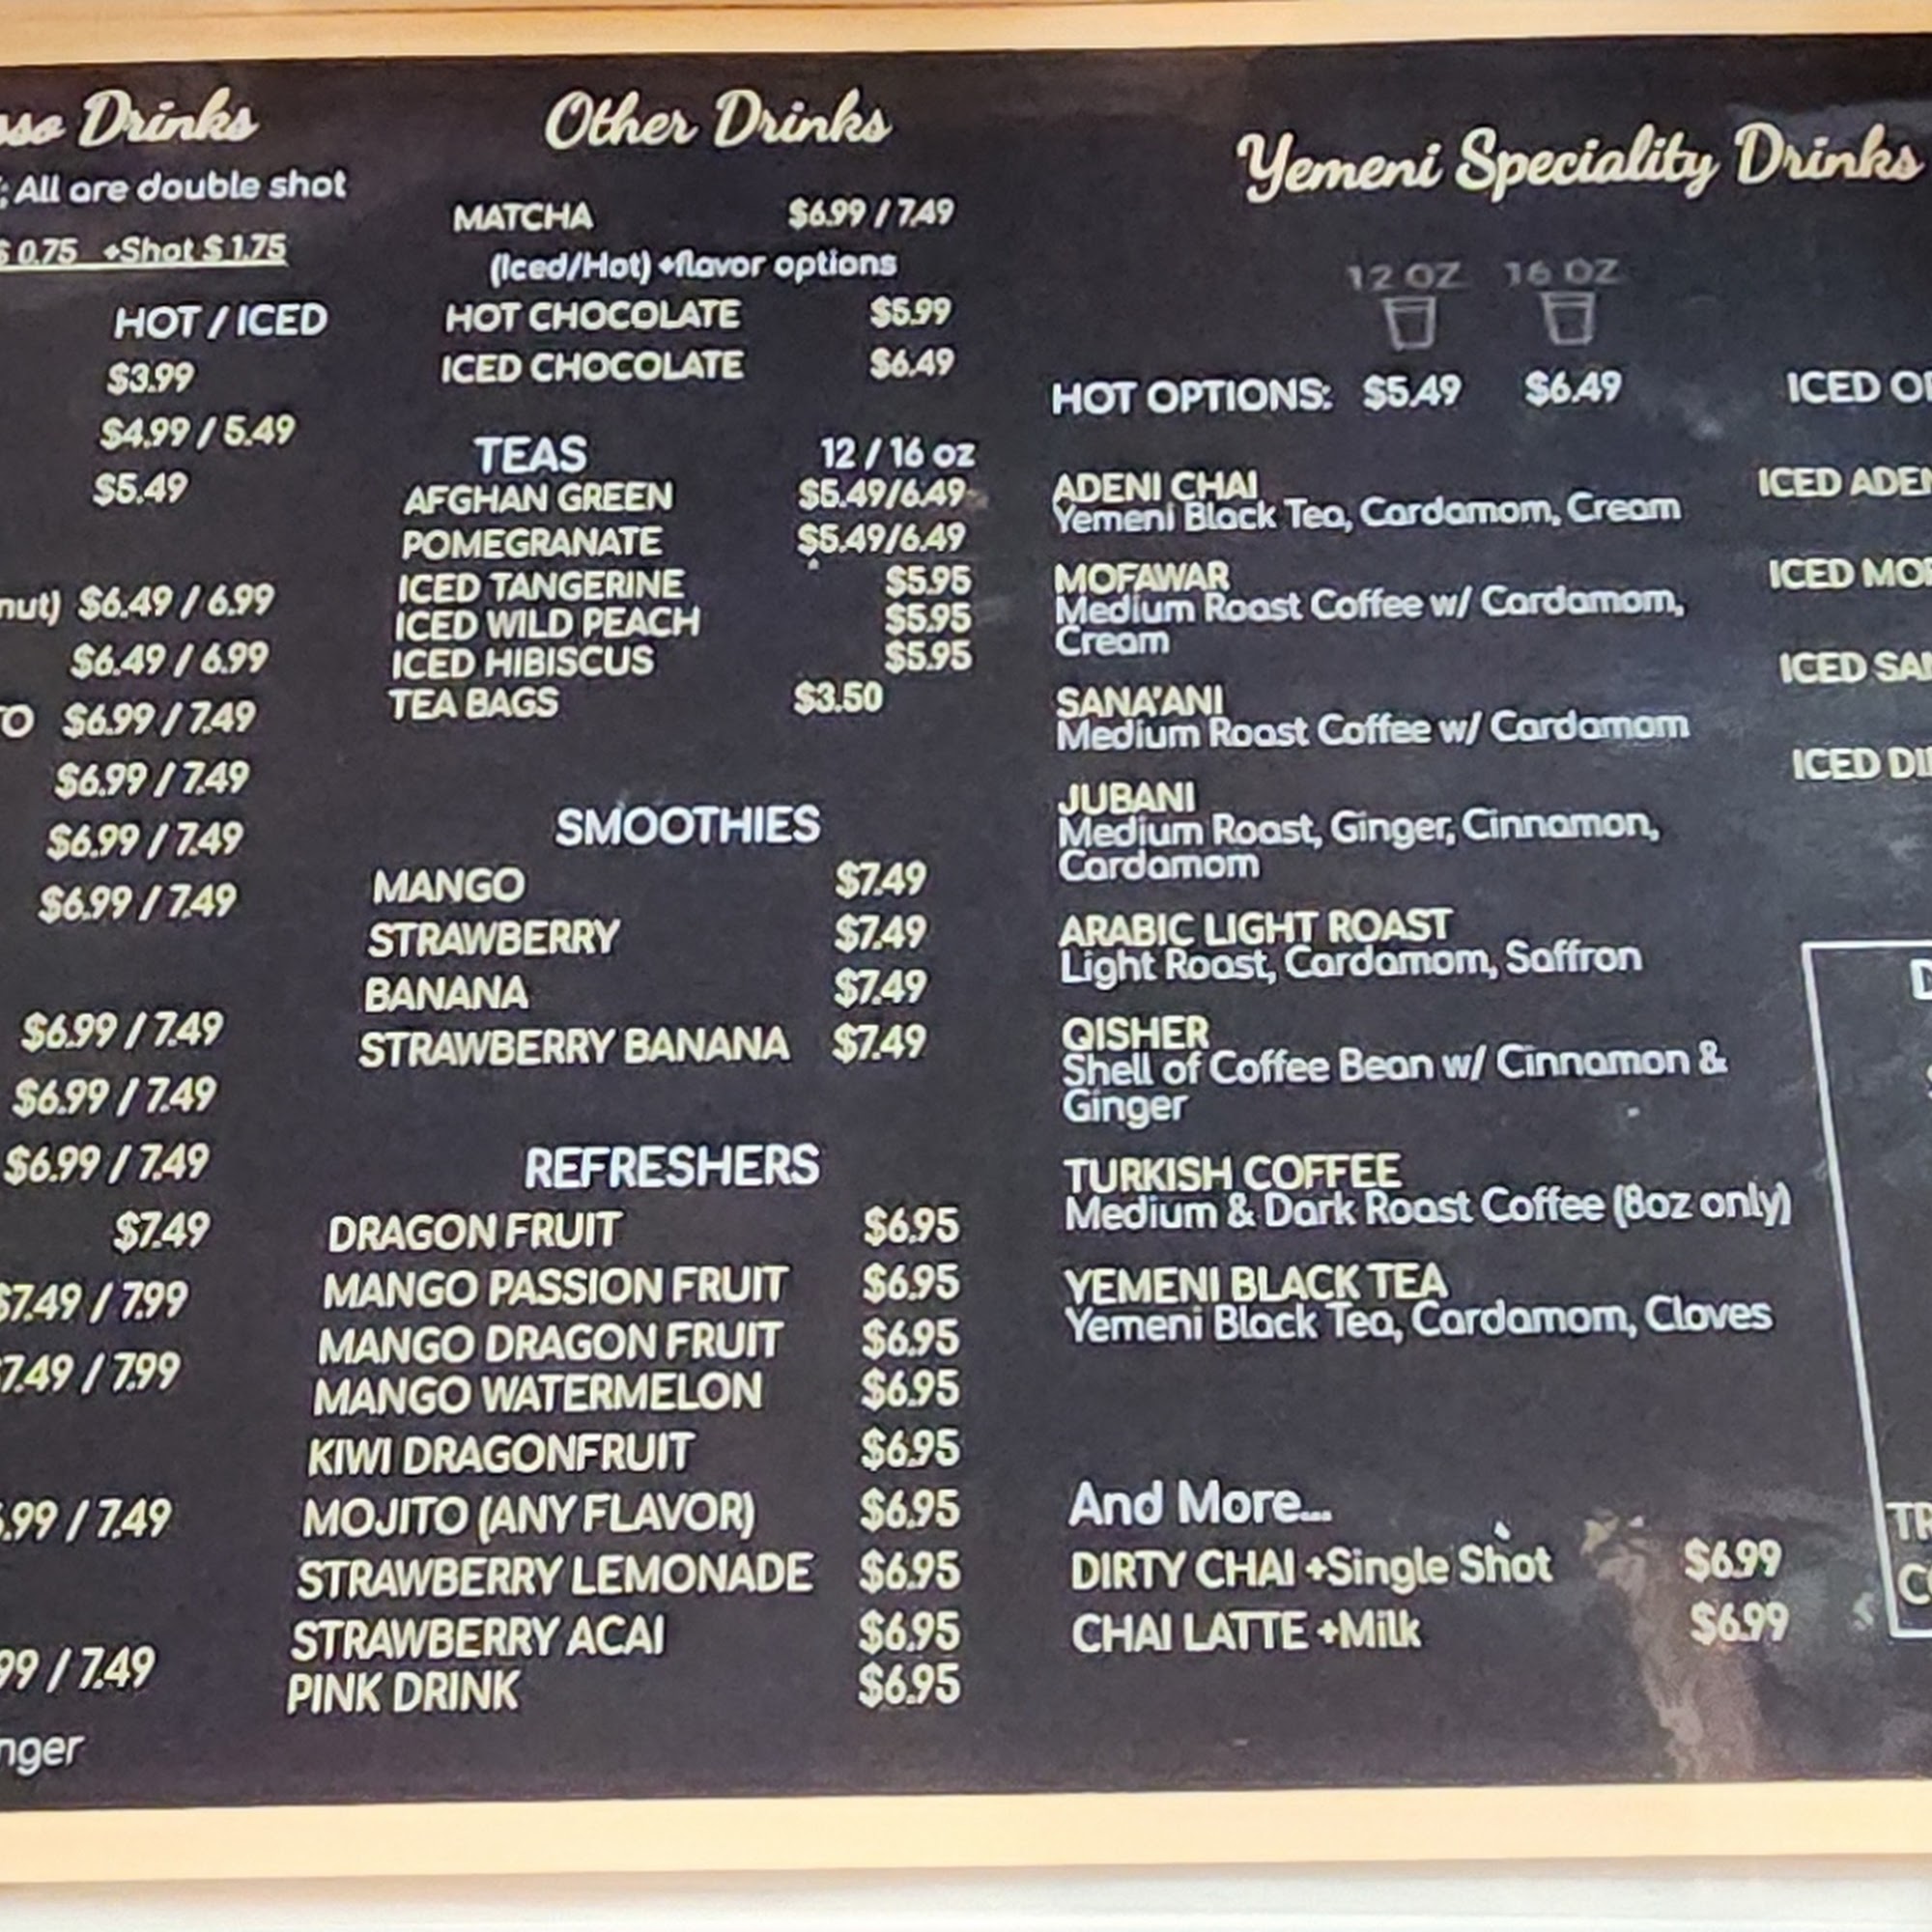 Drinks
All are double shot
$ 0.75 +Shot $ 1.75
HOT / ICED
$3.99
$4.99 / 5.49
$5.49
$6.49 / 6.99
$6.49 / 6.99
$6.99 / 7.49
$6.99 / 7.49
$6.99 / 7.49
$6.99 / 7.49
$6.99 / 7.49
$6.99 / 7.49
$6.99 / 7.49
$7.49
$7.49 / 7.99
7.49 / 7.99
.99 / 7.49
99 / 7.49
Other Drinks
MATCHA $6.99 / 7.49
(Iced/Hot) +flavor options
HOT CHOCOLATE $5.99
ICED CHOCOLATE $6.49
TEAS 12 / 16 oz
AFGHAN GREEN $5.49/6.49
POMEGRANATE $5.49/6.49
ICED TANGERINE $5.95
ICED WILD PEACH $5.95
ICED HIBISCUS $5.95
TEA BAGS $3.50
SMOOTHIES
MANGO $7.49
STRAWBERRY $7.49
BANANA $7.49
STRAWBERRY BANANA $7.49
REFRESHERS
DRAGON FRUIT $6.95
MANGO PASSION FRUIT $6.95
MANGO DRAGON FRUIT $6.95
MANGO WATERMELON $6.95
KIWI DRAGONFRUIT $6.95
MOJITO (ANY FLAVOR) $6.95
STRAWBERRY LEMONADE $6.95
STRAWBERRY ACAI $6.95
PINK DRINK $6.95
Yemeni Speciality Drinks
12 OZ 16 OZ
HOT OPTIONS: $5.49 $6.49
ADENI CHAI
Yemeni Black Tea, Cardamom, Cream
MOFAWAR
Medium Roast Coffee w/ Cardamom,
Cream
SANA'ANI
Medium Roast Coffee w/ Cardamom
JUBANI
Medium Roast, Ginger, Cinnamon,
Cardamom
ARABIC LIGHT ROAST
Light Roast, Cardamom, Saffron
QISHER
Shell of Coffee Bean w/ Cinnamon &
Ginger
TURKISH COFFEE
Medium & Dark Roast Coffee (8oz only)
YEMENI BLACK TEA
Yemeni Black Tea, Cardamom, Cloves
And More...
DIRTY CHAI +Single Shot $6.99
CHAI LATTE +Milk $6.99
ICED
ICED
ICED
ICED
ICED